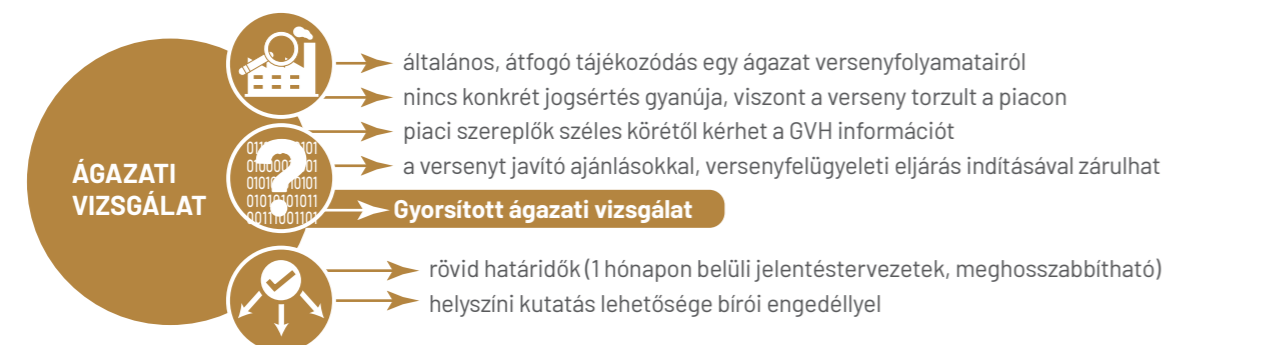 általános, átfogó tájékozódás egy ágazat versenyfolyamatairól
nincs konkrét jogsértés gyanúja, viszont a verseny torzult a piacon
piaci szereplők széles körétől kérhet a GVH információt
a versenyt javító ajánlásokkal, versenyfelügyeleti eljárás indításával zárulhat
ÁGAZATI
VIZSGÁLAT
Gyorsított ágazati vizsgálat
rövid határidők (1 hónapon belüli jelentéstervezetek, meghosszabbítható)
helyszíni kutatás lehetősége bírói engedéllyel